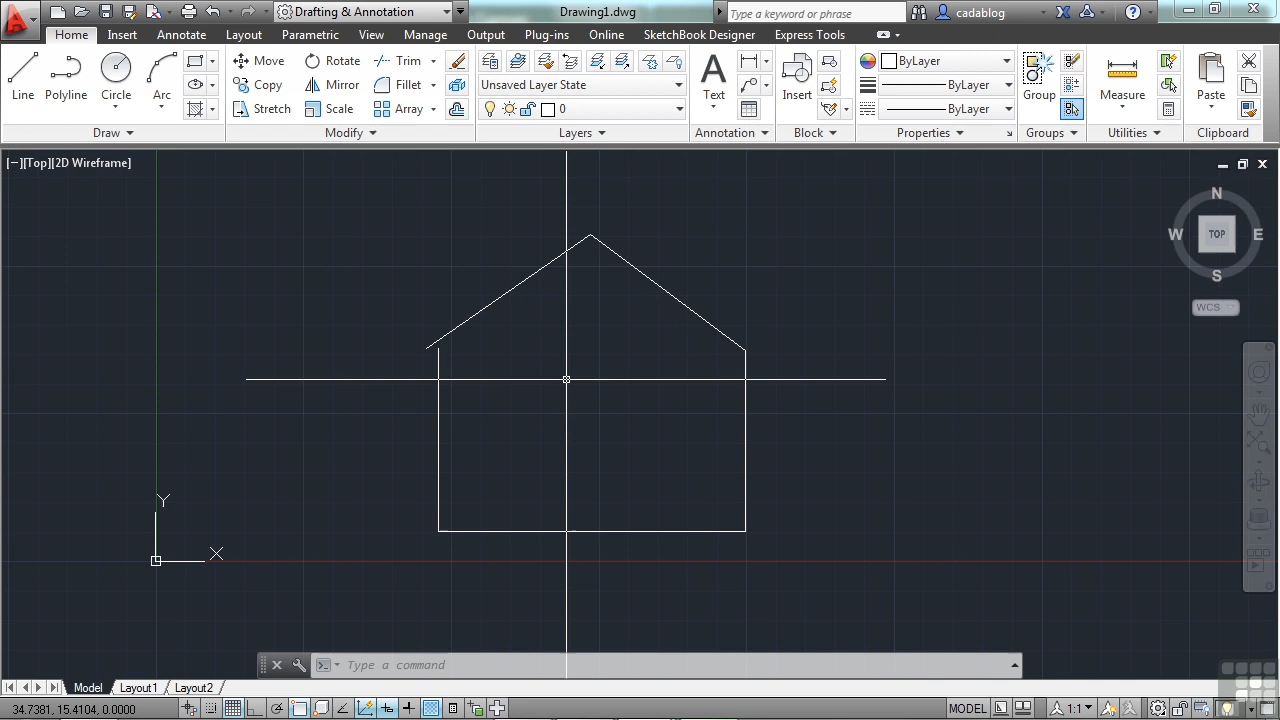 Drafting & Annotation Drawing1.dwg Type a keyword or phrase cadablog
Home Insert Annotate Layout Parametric View Manage Output Plug-ins Online SketchBook Designer Express Tools
Line Polyline Circle Arc
Move Rotate Trim
Copy Mirror Fillet
Stretch Scale Array
Unsaved Layer State
0
Text Insert
ByLayer
ByLayer
ByLayer
Group Measure Paste
Draw Modify Layers Annotation Block Properties Groups Utilities Clipboard
[−][Top][2D Wireframe]
N
W TOP E
S
WCS
Y
X
Type a command
Model Layout1 Layout2
34.7381, 15.4104, 0.0000 MODEL 1:1